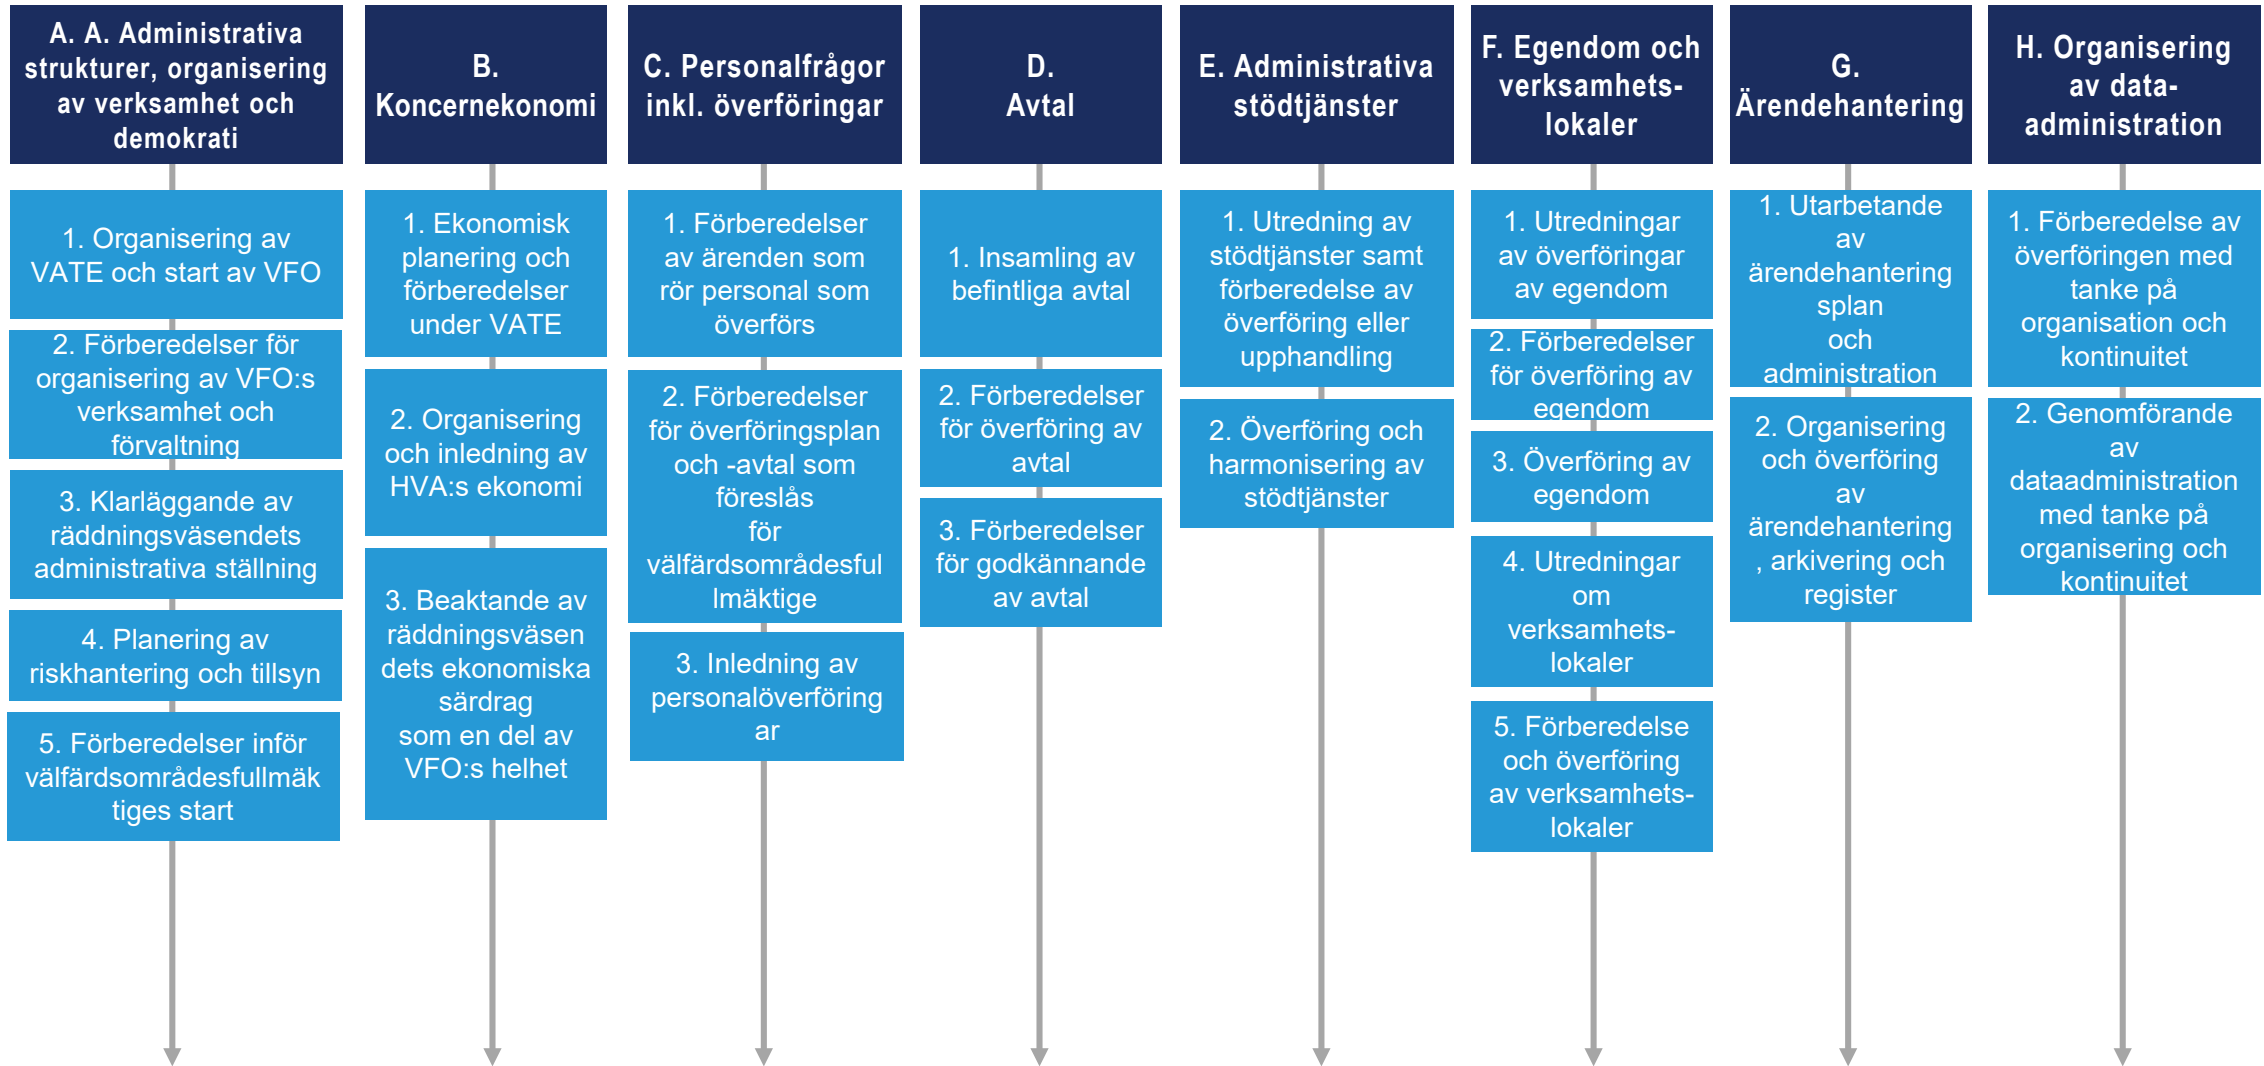 A. A. Administrativa
strukturer, organisering
av verksamhet och
demokrati
1. Organisering av
VATE och start av VFO
2. Förberedelser för
organisering av VFO:s
verksamhet och
förvaltning
3. Klarläggande av
räddningsväsendets
administrativa ställning
4. Planering av
riskhantering och tillsyn
5. Förberedelser inför
välfärdsområdesfullmäk
tiges start
B.
Koncernekonomi
1. Ekonomisk
planering och
förberedelser
under VATE
2. Organisering
och inledning av
HVA:s ekonomi
3. Beaktande av
räddningsväsen
dets ekonomiska
särdrag
som en del av
VFO:s helhet
C. Personalfrågor
inkl. överföringar
1. Förberedelser
av ärenden som
rör personal som
överförs
2. Förberedelser
för överföringsplan
och -avtal som
föreslås
för
välfärdsområdesful
lmäktige
3. Inledning av
personalöverföring
ar
D.
Avtal
1. Insamling av
befintliga avtal
2. Förberedelser
för överföring av
avtal
3. Förberedelser
för godkännande
av avtal
E. Administrativa
stödtjänster
1. Utredning av
stödtjänster samt
förberedelse av
överföring eller
upphandling
2. Överföring och
harmonisering av
stödtjänster
F. Egendom och
verksamhets-
lokaler
1. Utredningar
av överföringar
av egendom
2. Förberedelser
för överföring av
egendom
3. Överföring av
egendom
4. Utredningar
om
verksamhets-
lokaler
5. Förberedelse
och överföring
av verksamhets-
lokaler
G.
Ärendehantering
1. Utarbetande
av
ärendehantering
splan
och
administration
2. Organisering
och överföring
av
ärendehantering
, arkivering och
register
H. Organisering
av data-
administration
1. Förberedelse av
överföringen med
tanke på
organisation och
kontinuitet
2. Genomförande
av
dataadministration
med tanke på
organisering och
kontinuitet